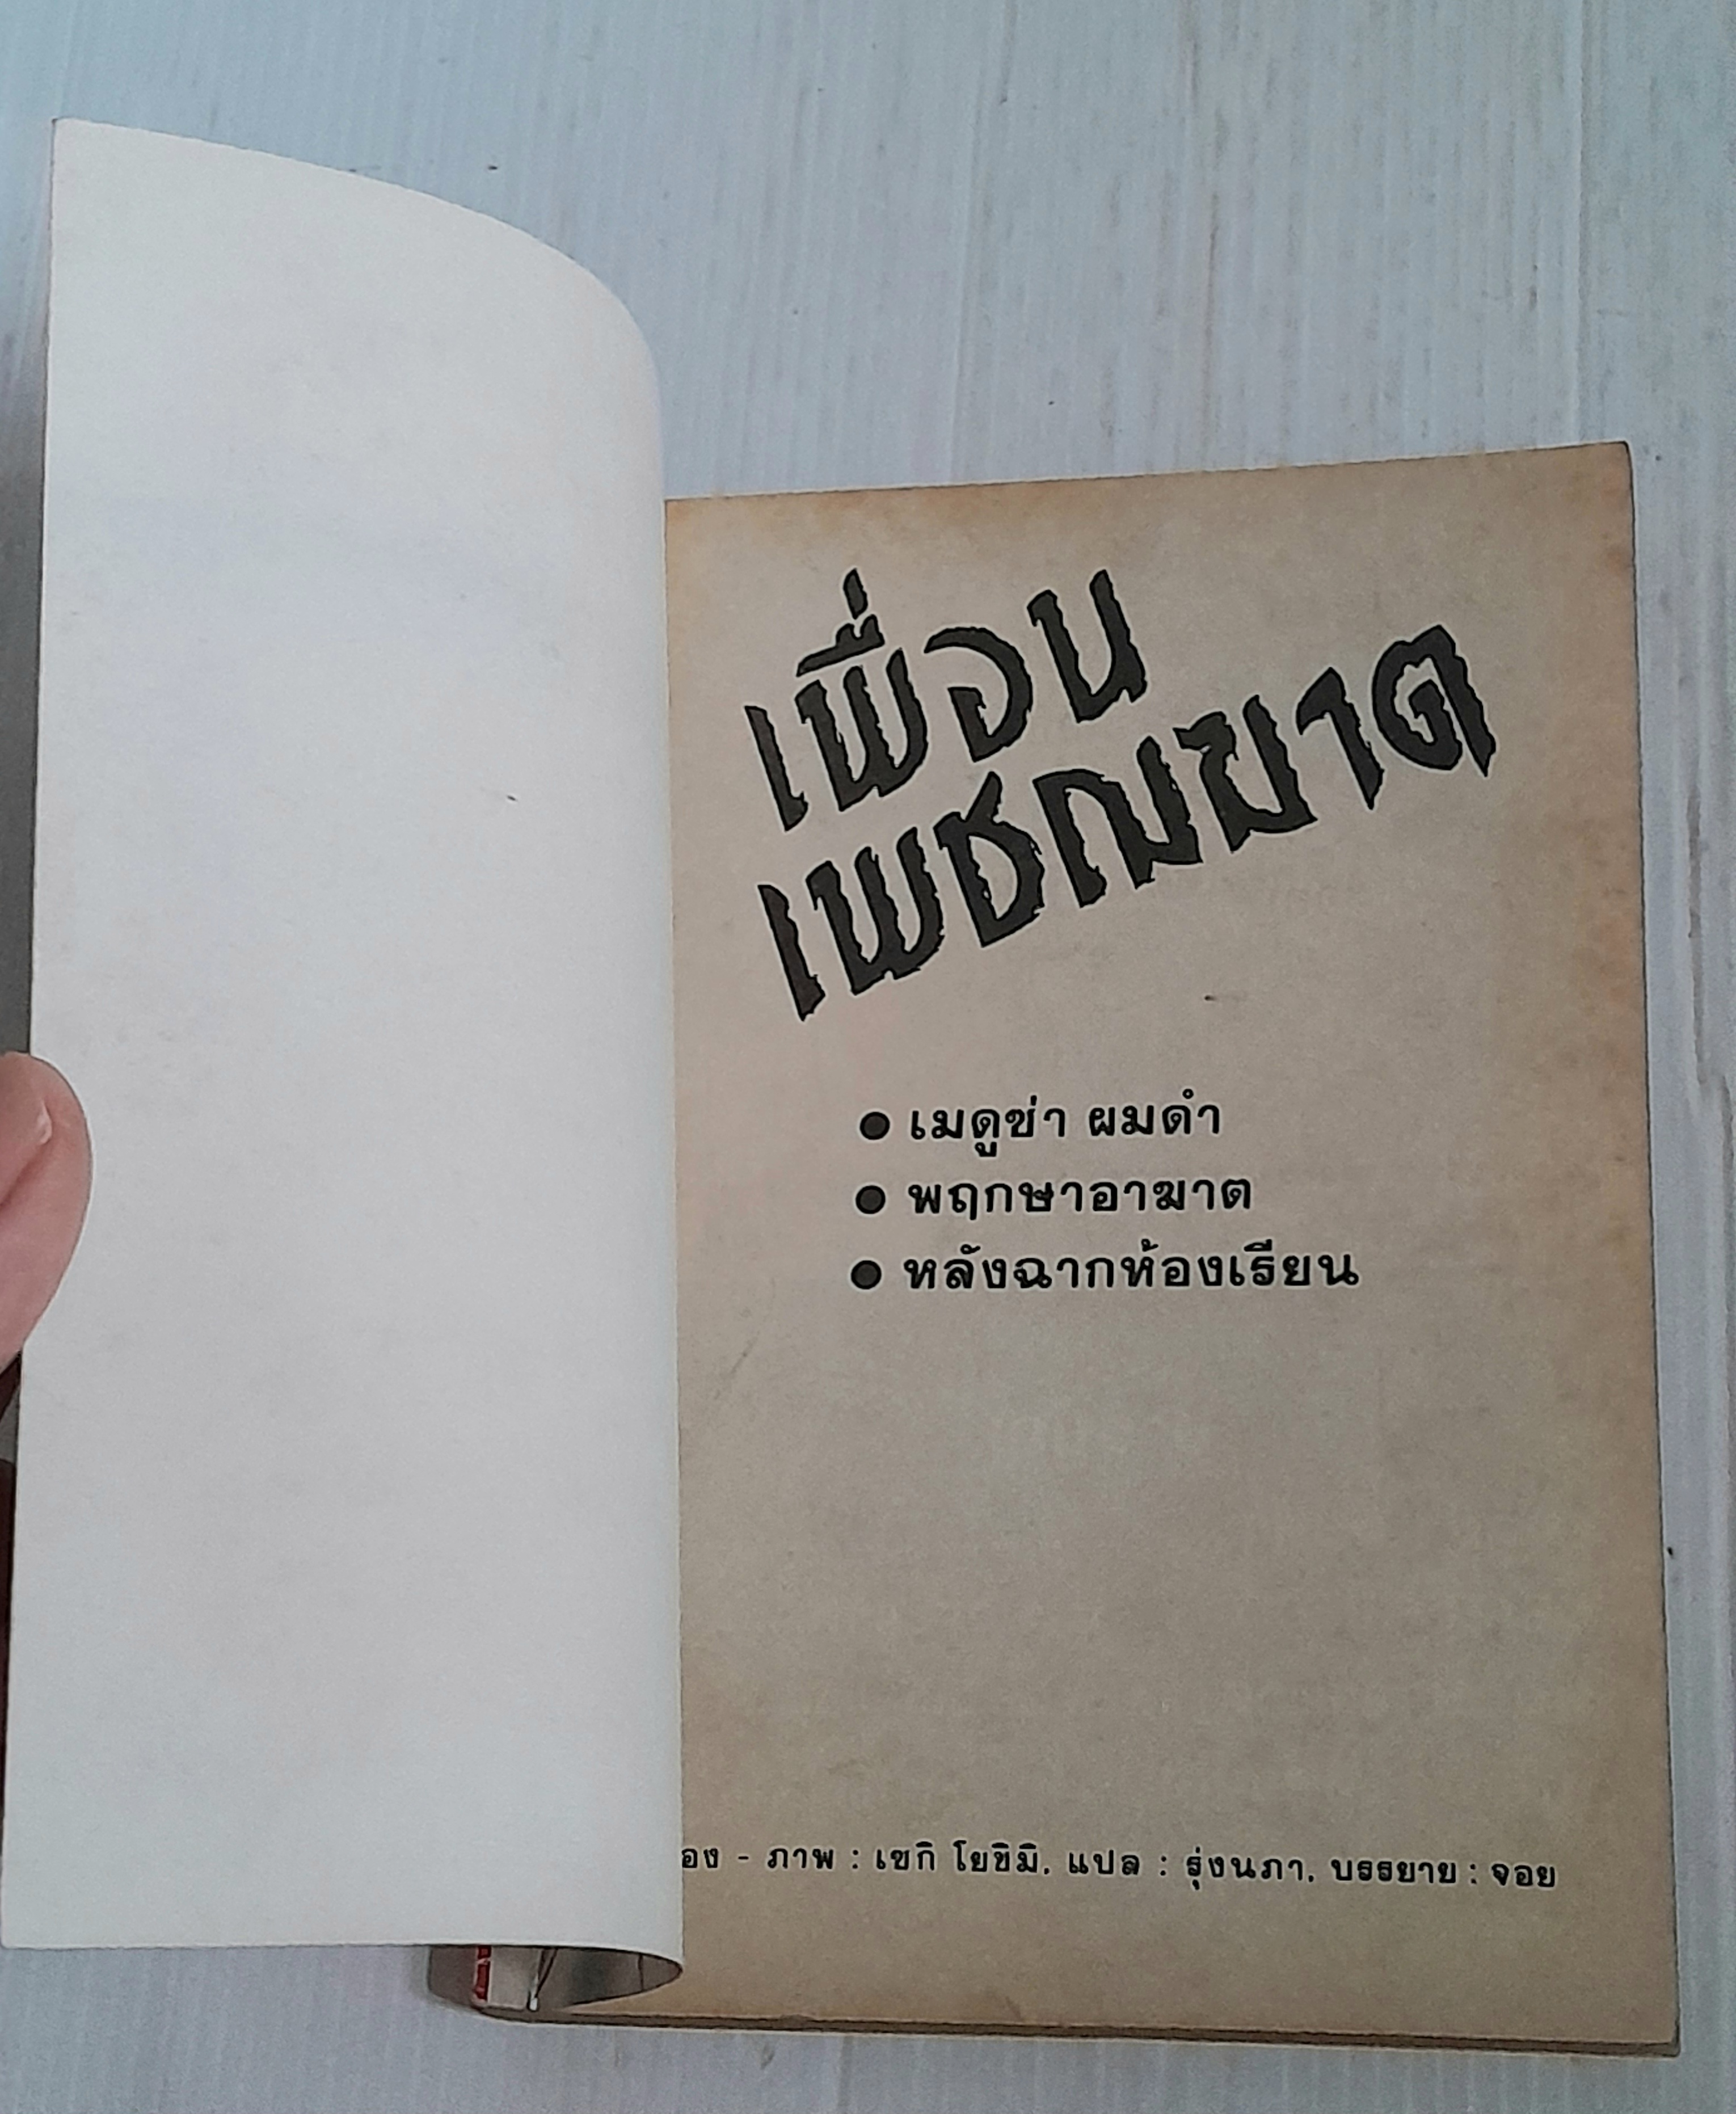 เพื่อน
เพชฌฆาต
● เมดูซ่า ผมดำ
● พฤกษาอาฆาต
● หลังฉากห้องเรียน
อง - ภาพ : เซกิ โยชิมิ, แปล : รุ่งนภา, บรรยาย : จอย